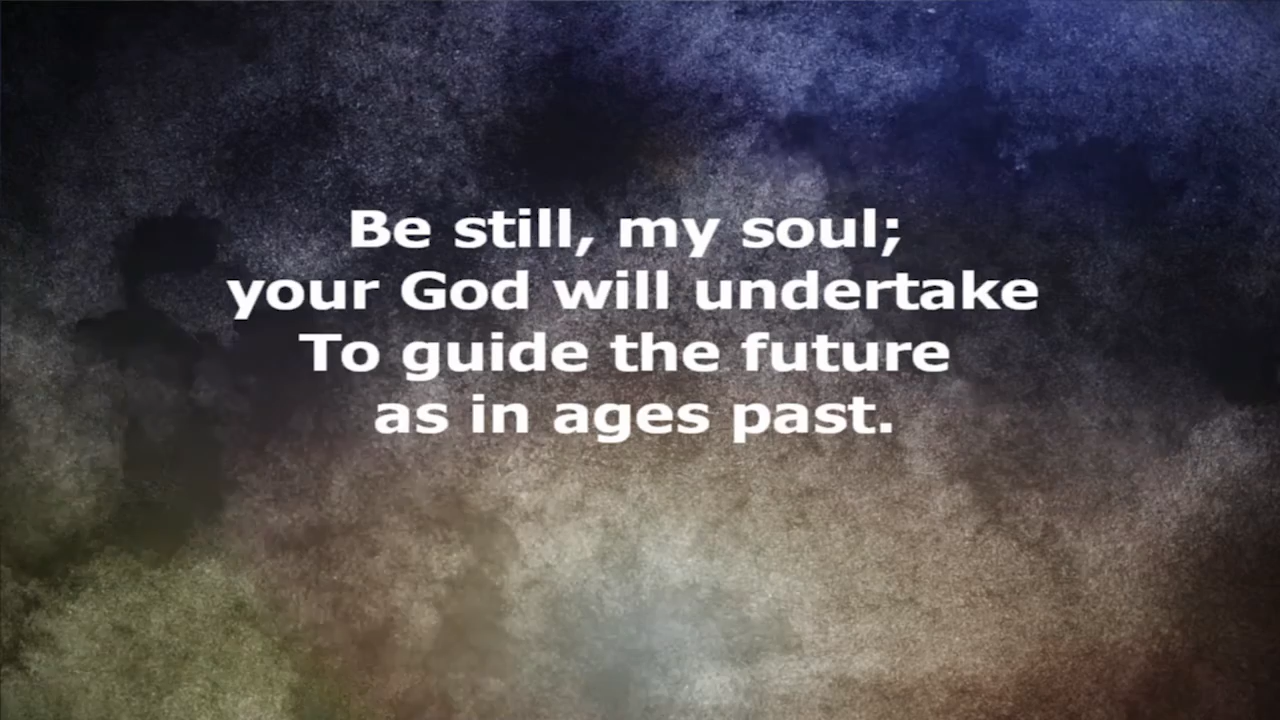 Be still, my soul;
your God will undertake
To guide the future
as in ages past.